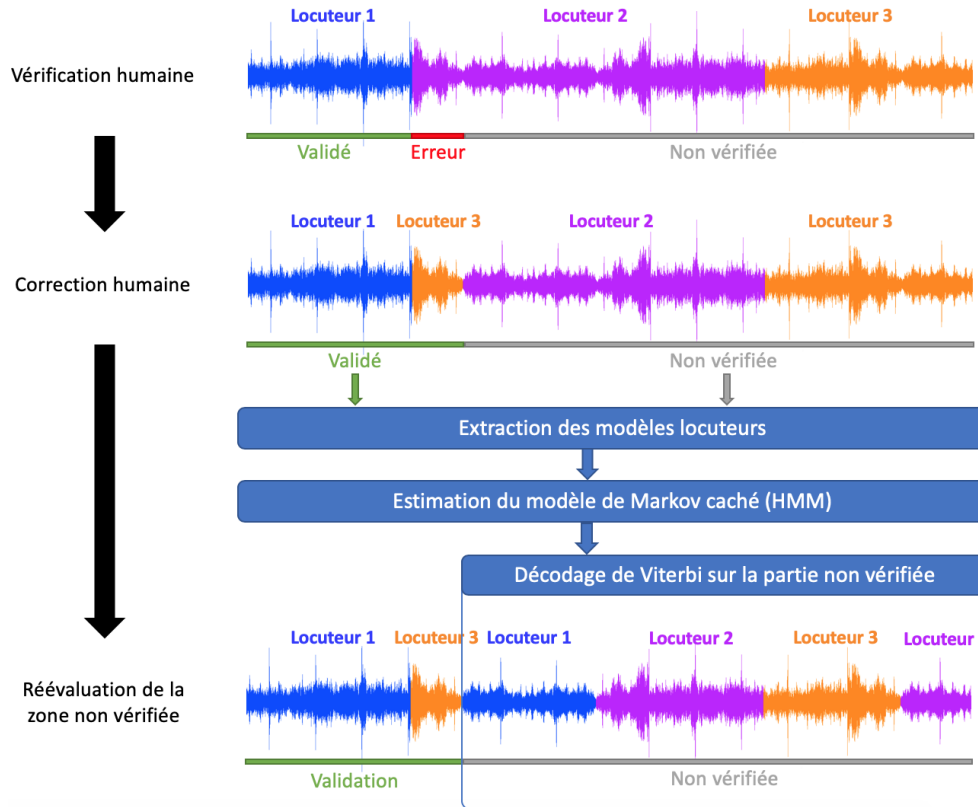 Locuteur 1
Locuteur 2
Locuteur 3
Vérification humaine
Validé
Erreur
Non vérifiée
Locuteur 1
Locuteur 3
Locuteur 2
Locuteur 3
Correction humaine
Validé
Non vérifiée
Extraction des modèles locuteurs
Estimation du modèle de Markov caché (HMM)
Décodage de Viterbi sur la partie non vérifiée
Locuteur 1
Locuteur 3
Locuteur 1
Locuteur 2
Locuteur 3
Locuteur
Réévaluation de la
zone non vérifiée
Validation
Non vérifiée